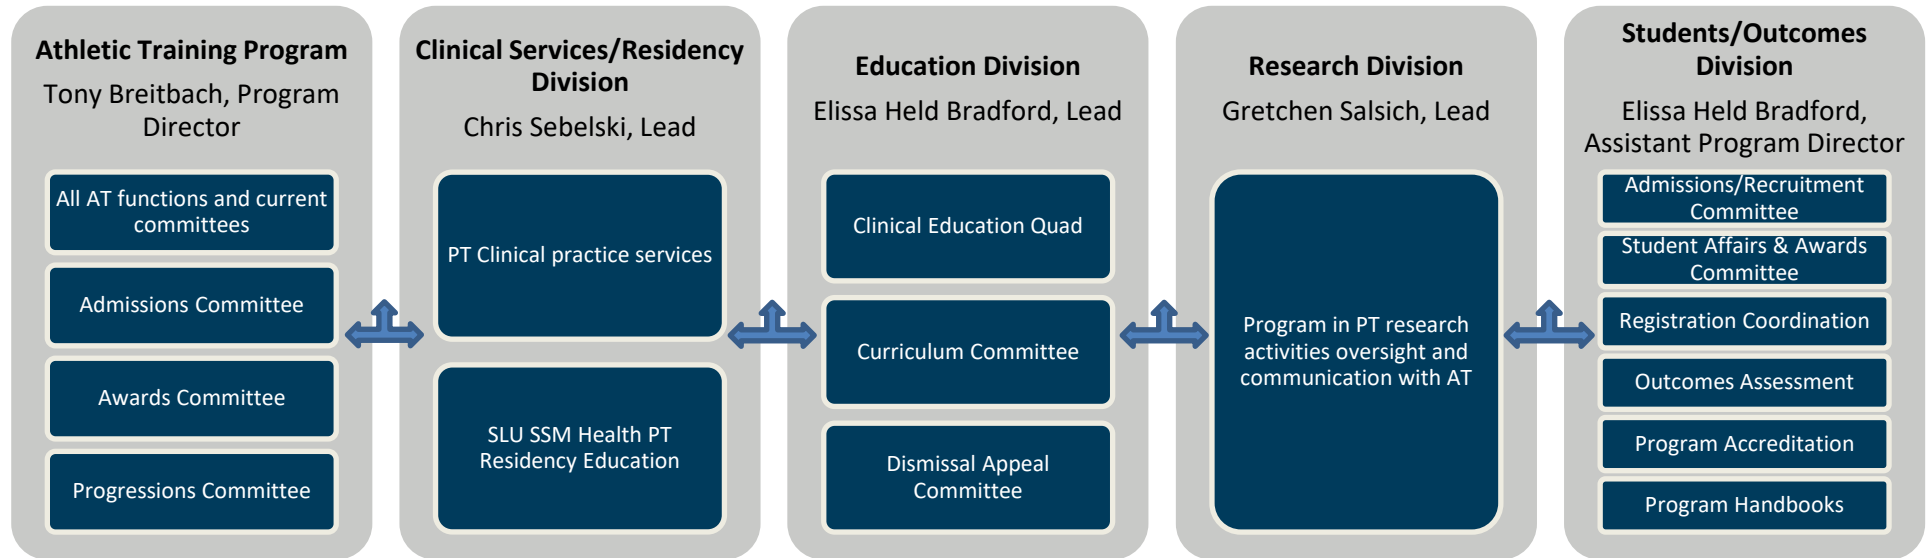 Athletic Training Program
Tony Breitbach, Program
Director
All AT functions and current
committees
Admissions Committee
Awards Committee
Progressions Committee
Clinical Services/Residency
Division
Chris Sebelski, Lead
PT Clinical practice services
SLU SSM Health PT
Residency Education
Education Division
Elissa Held Bradford, Lead
Clinical Education Quad
Curriculum Committee
Dismissal Appeal
Committee
Research Division
Gretchen Salsich, Lead
Program in PT research
activities oversight and
communication with AT
Students/Outcomes
Division
Elissa Held Bradford,
Assistant Program Director
Admissions/Recruitment
Committee
Student Affairs & Awards
Committee
Registration Coordination
Outcomes Assessment
Program Accreditation
Program Handbooks